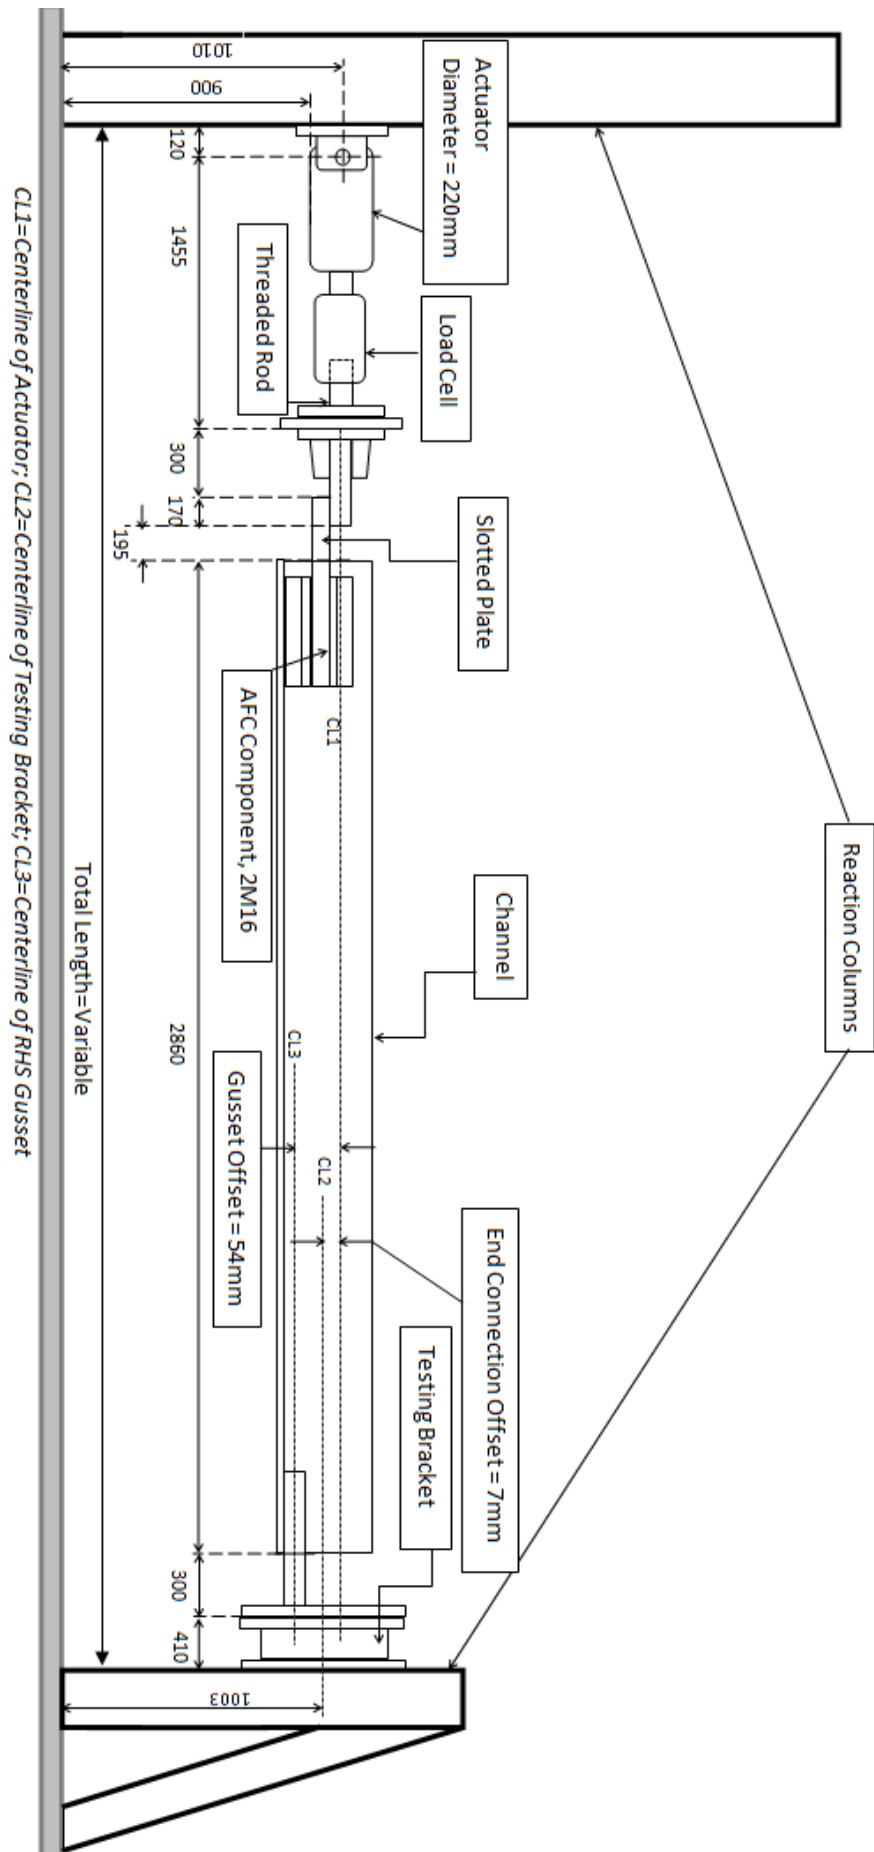 Reaction Columns
Actuator
Diameter = 220mm
Load Cell
Slotted Plate
Channel
End Connection Offset = 7mm
Testing Bracket
Threaded Rod
AFC Component, 2M16
Gusset Offset = 54mm
CL1
CL2
CL3
1010
900
120
1455
300
170
195
2860
300
410
1003
Total Length=Variable
CL1=Centerline of Actuator; CL2=Centerline of Testing Bracket; CL3=Centerline of RHS Gusset